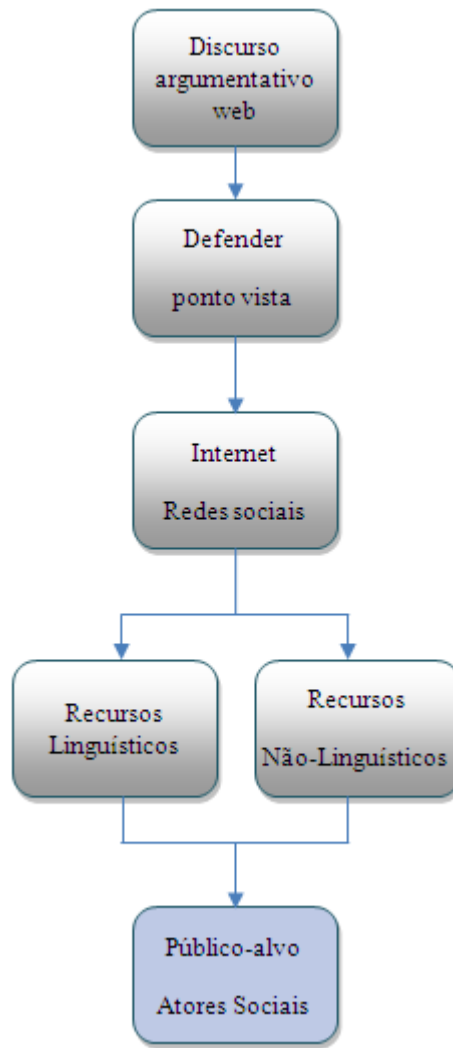 Discurso
argumentativo
web
Defender
ponto vista
Internet
Redes sociais
Recursos
Linguísticos
Recursos
Não-Linguísticos
Público-alvo
Atores Sociais